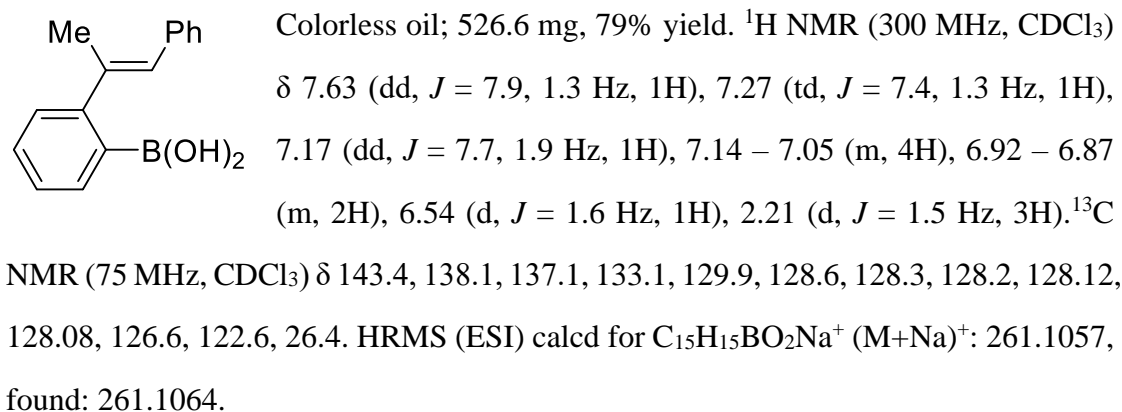 Me Ph
B(OH)2
Colorless oil; 526.6 mg, 79% yield. ¹H NMR (300 MHz, CDCl₃)
δ 7.63 (dd, J = 7.9, 1.3 Hz, 1H), 7.27 (td, J = 7.4, 1.3 Hz, 1H),
7.17 (dd, J = 7.7, 1.9 Hz, 1H), 7.14 – 7.05 (m, 4H), 6.92 – 6.87
(m, 2H), 6.54 (d, J = 1.6 Hz, 1H), 2.21 (d, J = 1.5 Hz, 3H).¹³C
NMR (75 MHz, CDCl₃) δ 143.4, 138.1, 137.1, 133.1, 129.9, 128.6, 128.3, 128.2, 128.12,
128.08, 126.6, 122.6, 26.4. HRMS (ESI) calcd for C₁₅H₁₅BO₂Na⁺ (M+Na)⁺: 261.1057,
found: 261.1064.